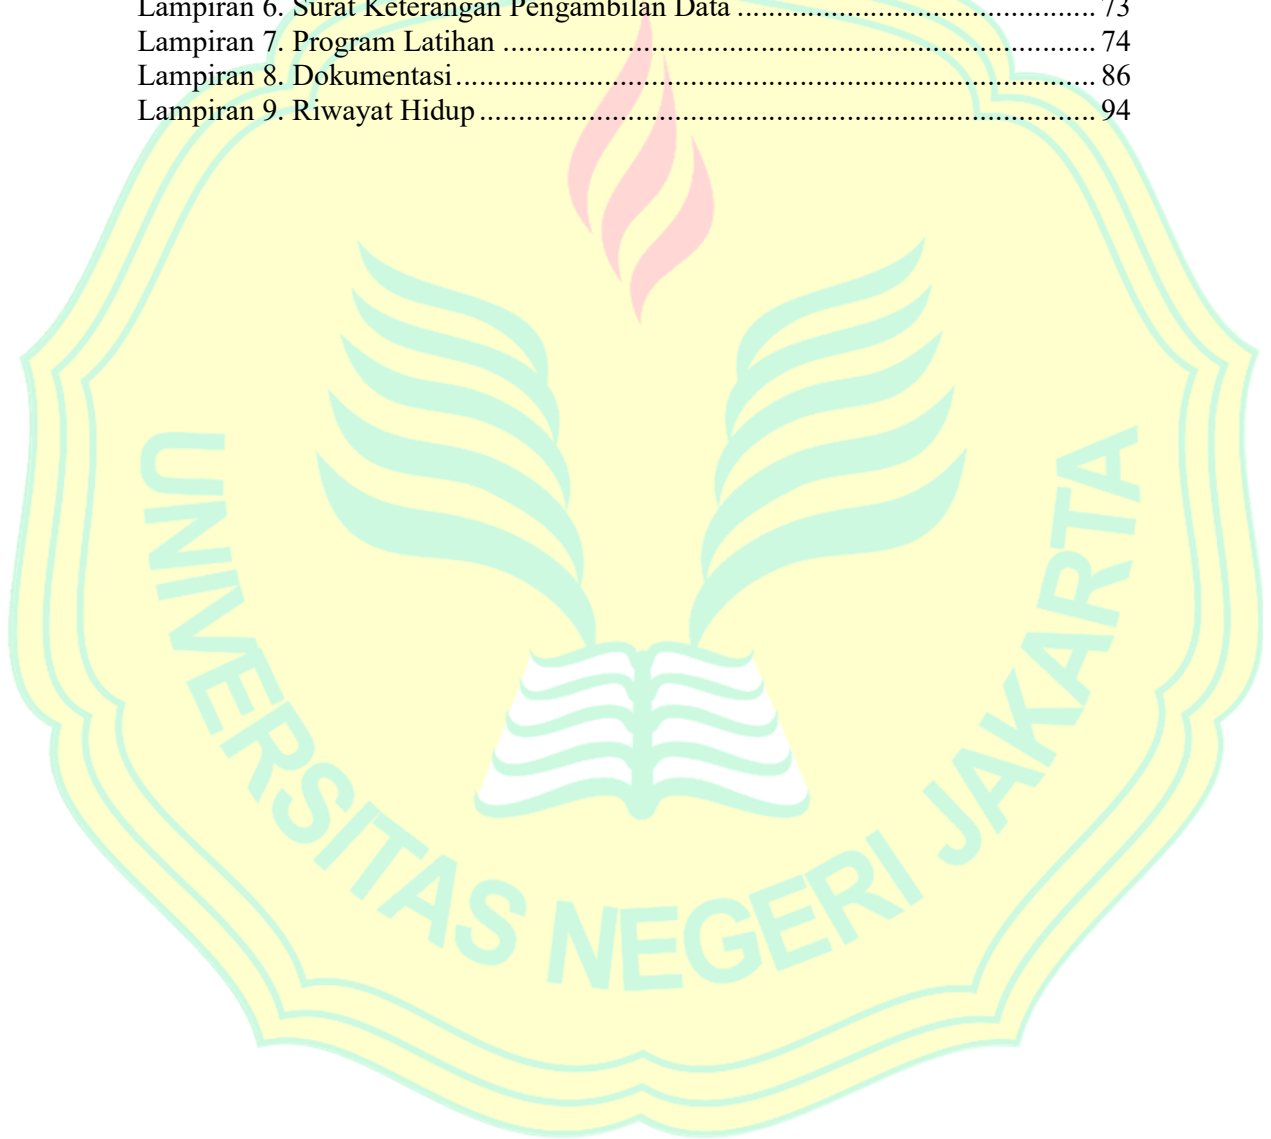 Lampiran 6. Surat Keterangan Pengambilan Data ............................................... 73
Lampiran 7. Program Latihan ............................................................................. 74
Lampiran 8. Dokumentasi ................................................................................... 86
Lampiran 9. Riwayat Hidup ................................................................................ 94
UNIVERSITAS NEGERI JAKARTA